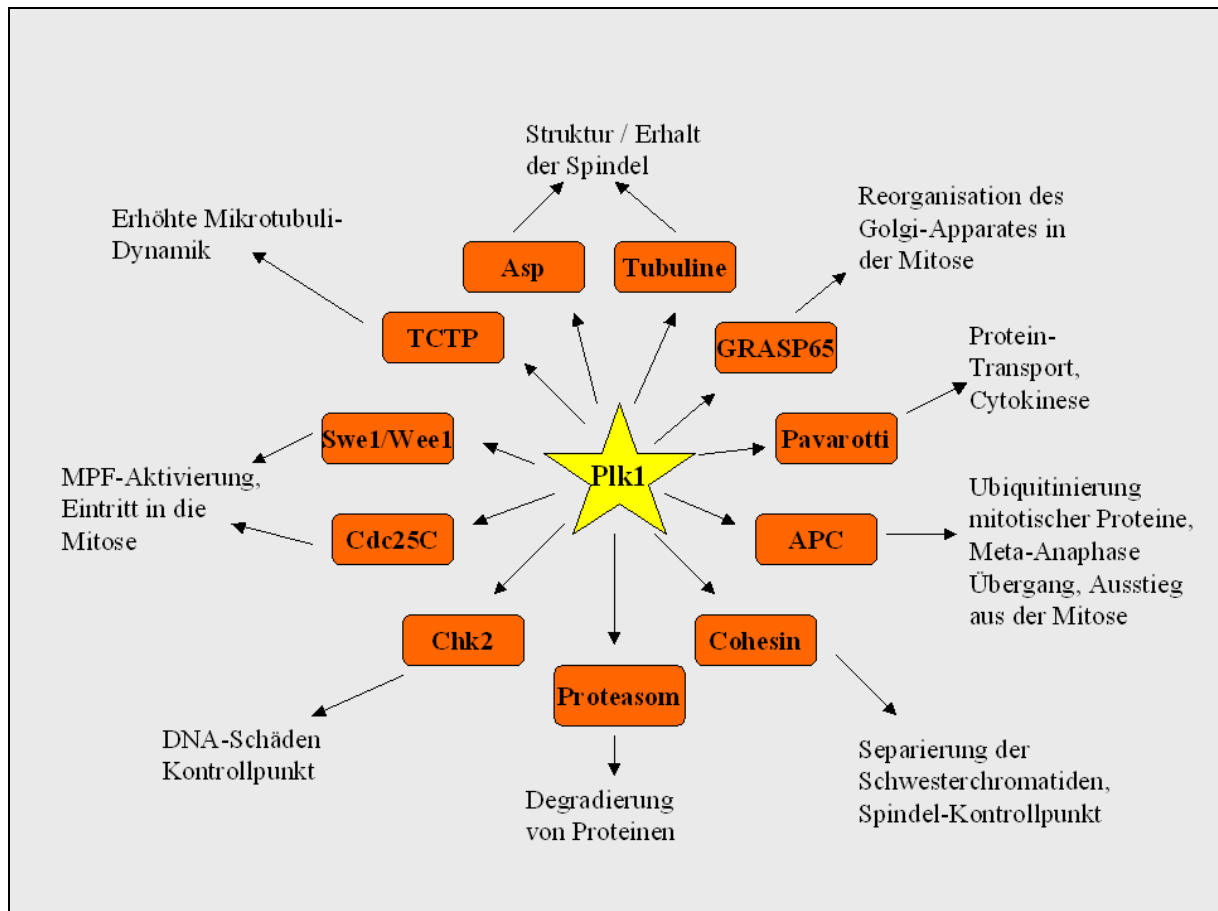 Struktur / Erhalt
der Spindel
Erhöhte Mikrotubuli-
Dynamik
Reorganisation des
Golgi-Apparates in
der Mitose
Asp
Tubuline
TCTP
GRASP65
Protein-
Transport,
Cytokinese
Swe1/Wee1
Pavarotti
Plk1
MPF-Aktivierung,
Eintritt in die
Mitose
Cdc25C
APC
Ubiquitinierung
mitotischer Proteine,
Meta-Anaphase
Übergang, Ausstieg
aus der Mitose
Chk2
Cohesin
Proteasom
DNA-Schäden
Kontrollpunkt
Degradierung
von Proteinen
Separierung der
Schwesterchromatiden,
Spindel-Kontrollpunkt